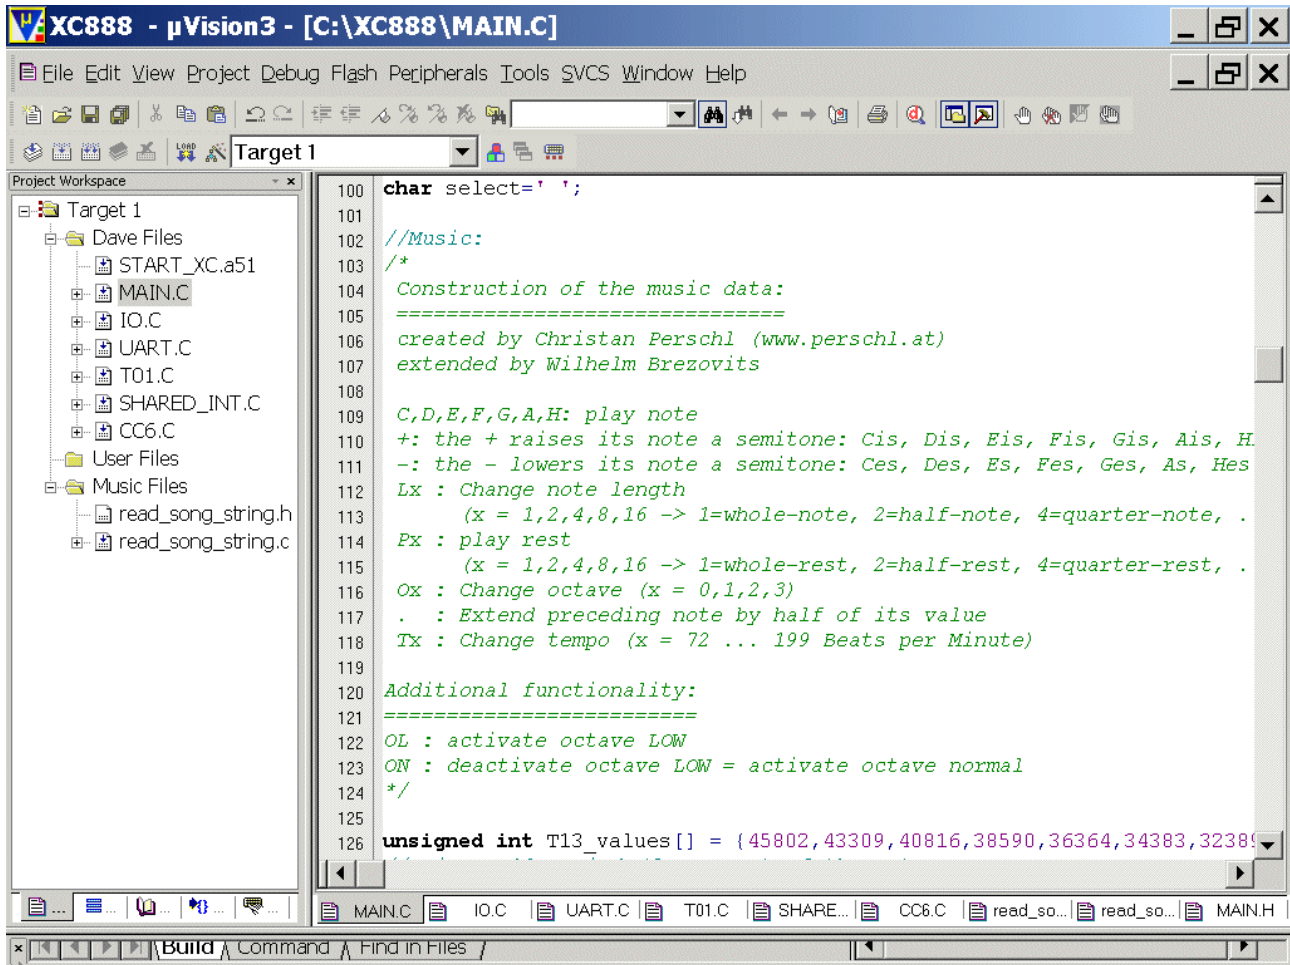 XC888 - µVision3 - [C:\XC888\MAIN.C]
File Edit View Project Debug Flash Peripherals Tools SVCS Window Help
Target 1
Project Workspace
Target 1
Dave Files
START_XC.a51
MAIN.C
IO.C
UART.C
T01.C
SHARED_INT.C
CC6.C
User Files
Music Files
read_song_string.h
read_song_string.c
100 char select=' ';
101
102 //Music:
103 /*
104 Construction of the music data:
105 ===============================
106 created by Christan Perschl (www.perschl.at)
107 extended by Wilhelm Brezovits
108
109 C,D,E,F,G,A,H: play note
110 +: the + raises its note a semitone: Cis, Dis, Eis, Fis, Gis, Ais, H
111 -: the - lowers its note a semitone: Ces, Des, Es, Fes, Ges, As, Hes
112 Lx : Change note length
113 (x = 1,2,4,8,16 -> 1=whole-note, 2=half-note, 4=quarter-note, .
114 Px : play rest
115 (x = 1,2,4,8,16 -> 1=whole-rest, 2=half-rest, 4=quarter-rest, .
116 Ox : Change octave (x = 0,1,2,3)
117 . : Extend preceding note by half of its value
118 Tx : Change tempo (x = 72 ... 199 Beats per Minute)
119
120 Additional functionality:
121 =========================
122 OL : activate octave LOW
123 ON : deactivate octave LOW = activate octave normal
124 */
125
126 unsigned int T13_values[] = {45802,43309,40816,38590,36364,34383,3238
MAIN.C IO.C UART.C T01.C SHARE... CC6.C read_so... read_so... MAIN.H
Build Command Find in Files